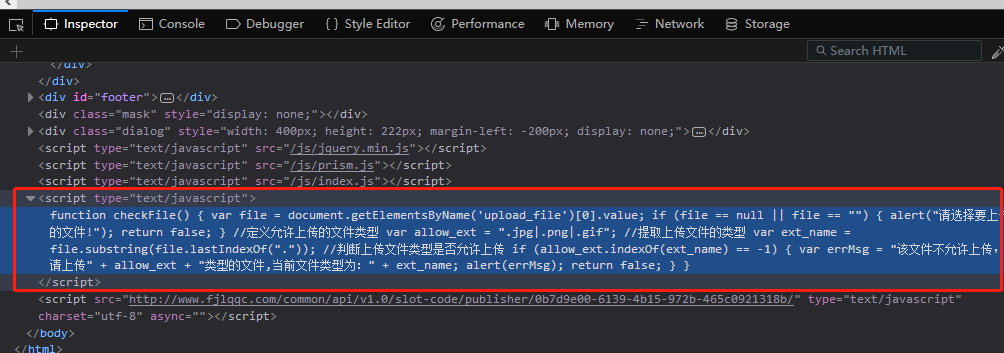 Inspector Console Debugger Style Editor Performance Memory Network Storage
Search HTML
</div>
</div>
<div id="footer"></div>
<div class="mask" style="display: none;"></div>
<div class="dialog" style="width: 400px; height: 222px; margin-left: -200px; display: none;"></div>
<script type="text/javascript" src="/js/jquery.min.js"></script>
<script type="text/javascript" src="/js/prism.js"></script>
<script type="text/javascript" src="/js/index.js"></script>
<script type="text/javascript">
function checkFile() { var file = document.getElementsByName('upload_file')[0].value; if (file == null || file == "") { alert("请选择要上
的文件!"); return false; } //定义允许上传的文件类型 var allow_ext = ".jpg|.png|.gif"; //提取上传文件的类型 var ext_name =
file.substring(file.lastIndexOf(".")); //判断上传文件类型是否允许上传 if (allow_ext.indexOf(ext_name) == -1) { var errMsg = "该文件不允许上传，
请上传" + allow_ext + "类型的文件,当前文件类型为：" + ext_name; alert(errMsg); return false; } }
</script>
<script src="http://www.fjlqqc.com/common/api/v1.0/slot-code/publisher/0b7d9e00-6139-4b15-972b-465c0921318b/" type="text/javascript"
charset="utf-8" async=""></script>
</body>
</html>